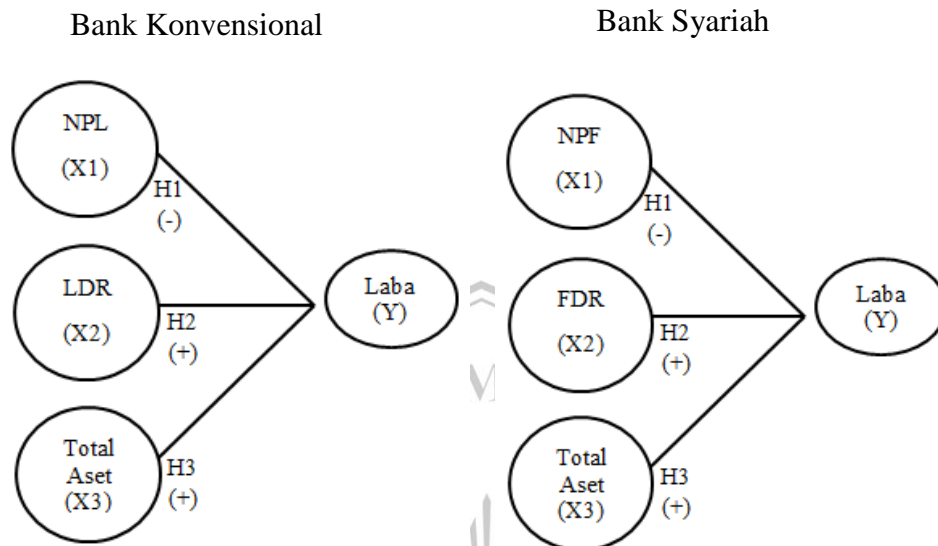 Bank Konvensional
NPL
(X1)
H1
(-)
LDR
(X2)
H2
(+)
Total
Aset
(X3)
H3
(+)
Laba
(Y)
Bank Syariah
NPF
(X1)
H1
(-)
FDR
(X2)
H2
(+)
Total
Aset
(X3)
H3
(+)
Laba
(Y)